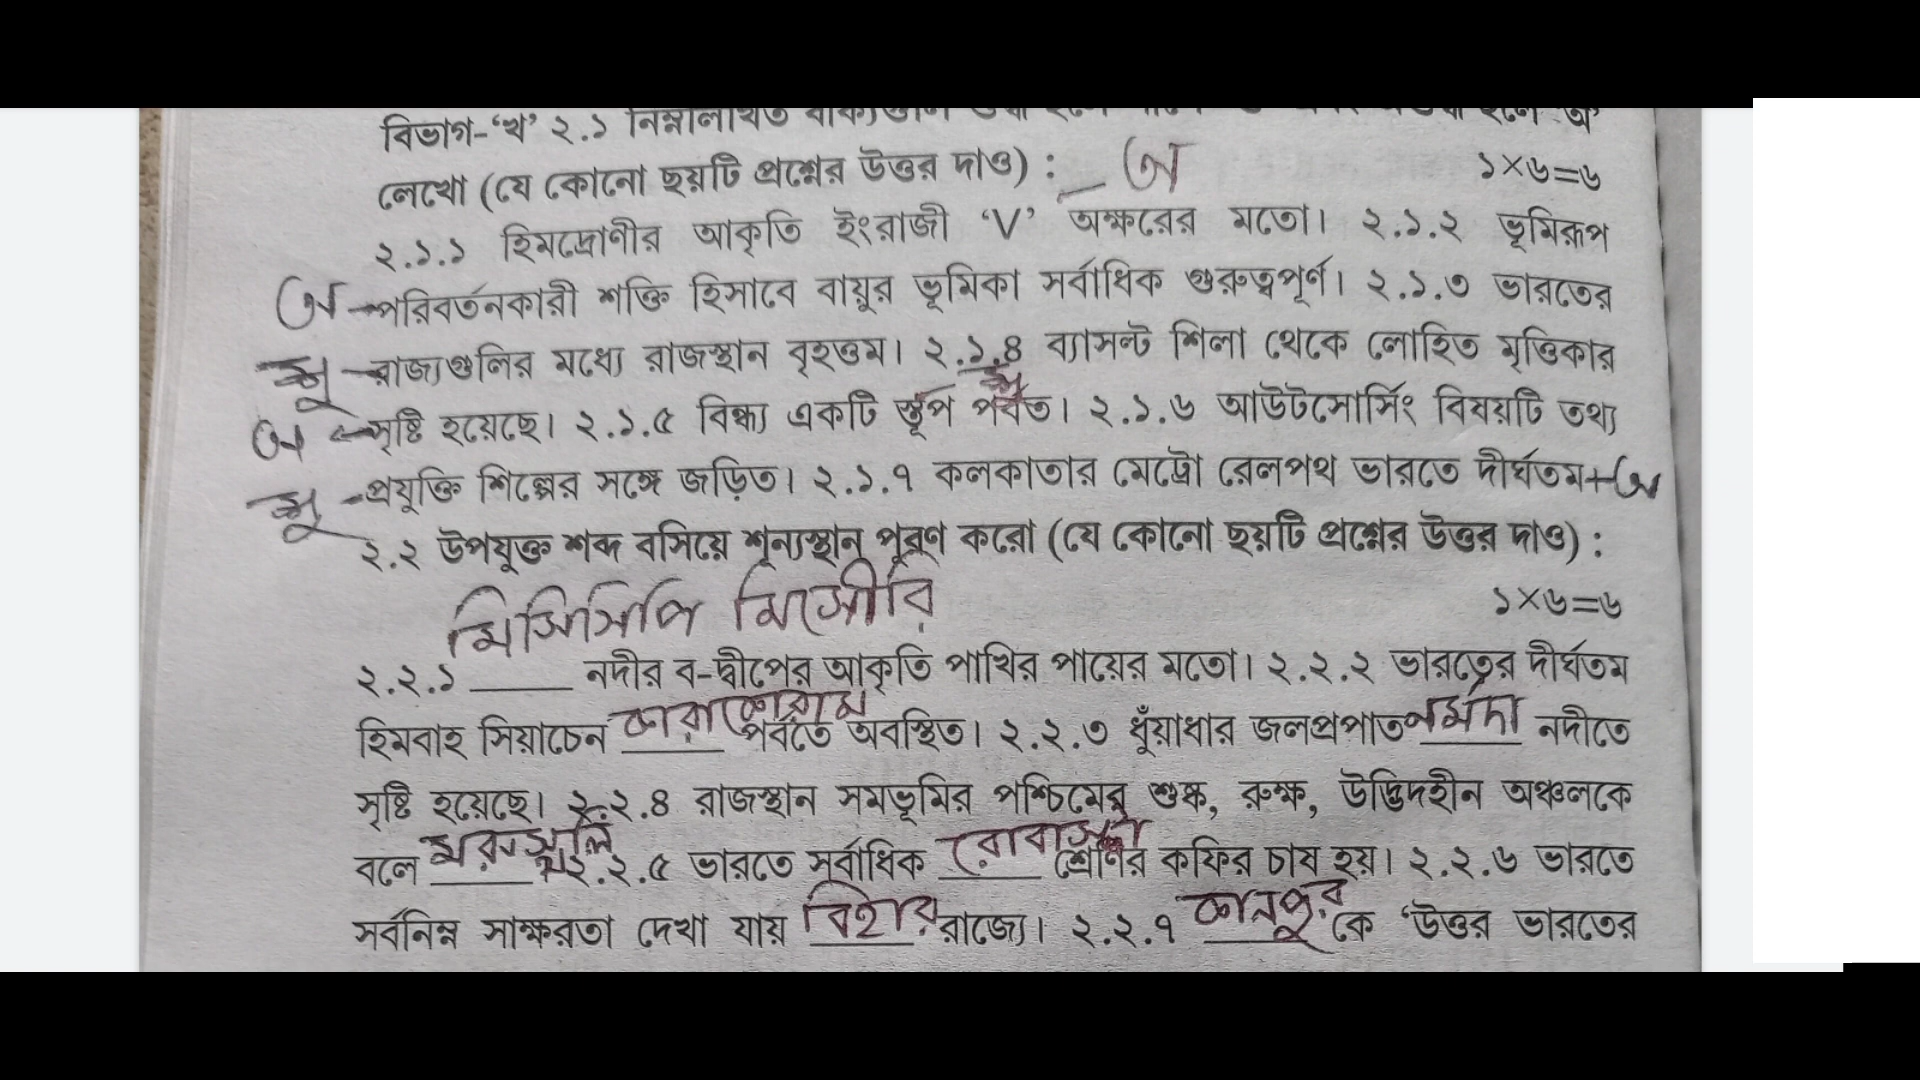 বিভাগ-‘খ’ ২.১ নিম্নলিখিত বাক্যগুলি
লেখো (যে কোনো ছয়টি প্রশ্নের উত্তর দাও) : – অ ১×৬=৬
২.১.১ হিমদ্রোণীর আকৃতি ইংরাজী ‘V’ অক্ষরের মতো। ২.১.২ ভূমিরূপ
অ – পরিবর্তনকারী শক্তি হিসাবে বায়ুর ভূমিকা সর্বাধিক গুরুত্বপূর্ণ। ২.১.৩ ভারতের
শু – রাজ্যগুলির মধ্যে রাজস্থান বৃহত্তম। ২.১.৪ ব্যাসল্ট শিলা থেকে লোহিত মৃত্তিকার
শু
অ – সৃষ্টি হয়েছে। ২.১.৫ বিন্ধ্য একটি স্তূপ পর্বত। ২.১.৬ আউটসোর্সিং বিষয়টি তথ্য
শু – প্রযুক্তি শিল্পের সঙ্গে জড়িত। ২.১.৭ কলকাতার মেট্রো রেলপথ ভারতে দীর্ঘতম। – অ
২.২ উপযুক্ত শব্দ বসিয়ে শূন্যস্থান পূরণ করো (যে কোনো ছয়টি প্রশ্নের উত্তর দাও) :
১×৬=৬
মিসিসিপি মিসৌরি
২.২.১ _____ নদীর ব-দ্বীপের আকৃতি পাখির পায়ের মতো। ২.২.২ ভারতের দীর্ঘতম
হিমবাহ সিয়াচেন কারাকোরাম পর্বতে অবস্থিত। ২.২.৩ ধুঁয়াধার জলপ্রপাত নর্মদা নদীতে
সৃষ্টি হয়েছে। ২.২.৪ রাজস্থান সমভূমির পশ্চিমের শুষ্ক, রুক্ষ, উদ্ভিদহীন অঞ্চলকে
বলে মরুস্থলি। ২.২.৫ ভারতে সর্বাধিক রোবাস্টা শ্রেণির কফির চাষ হয়। ২.২.৬ ভারতে
সর্বনিম্ন সাক্ষরতা দেখা যায় বিহার রাজ্যে। ২.২.৭ কানপুর কে ‘উত্তর ভারতের